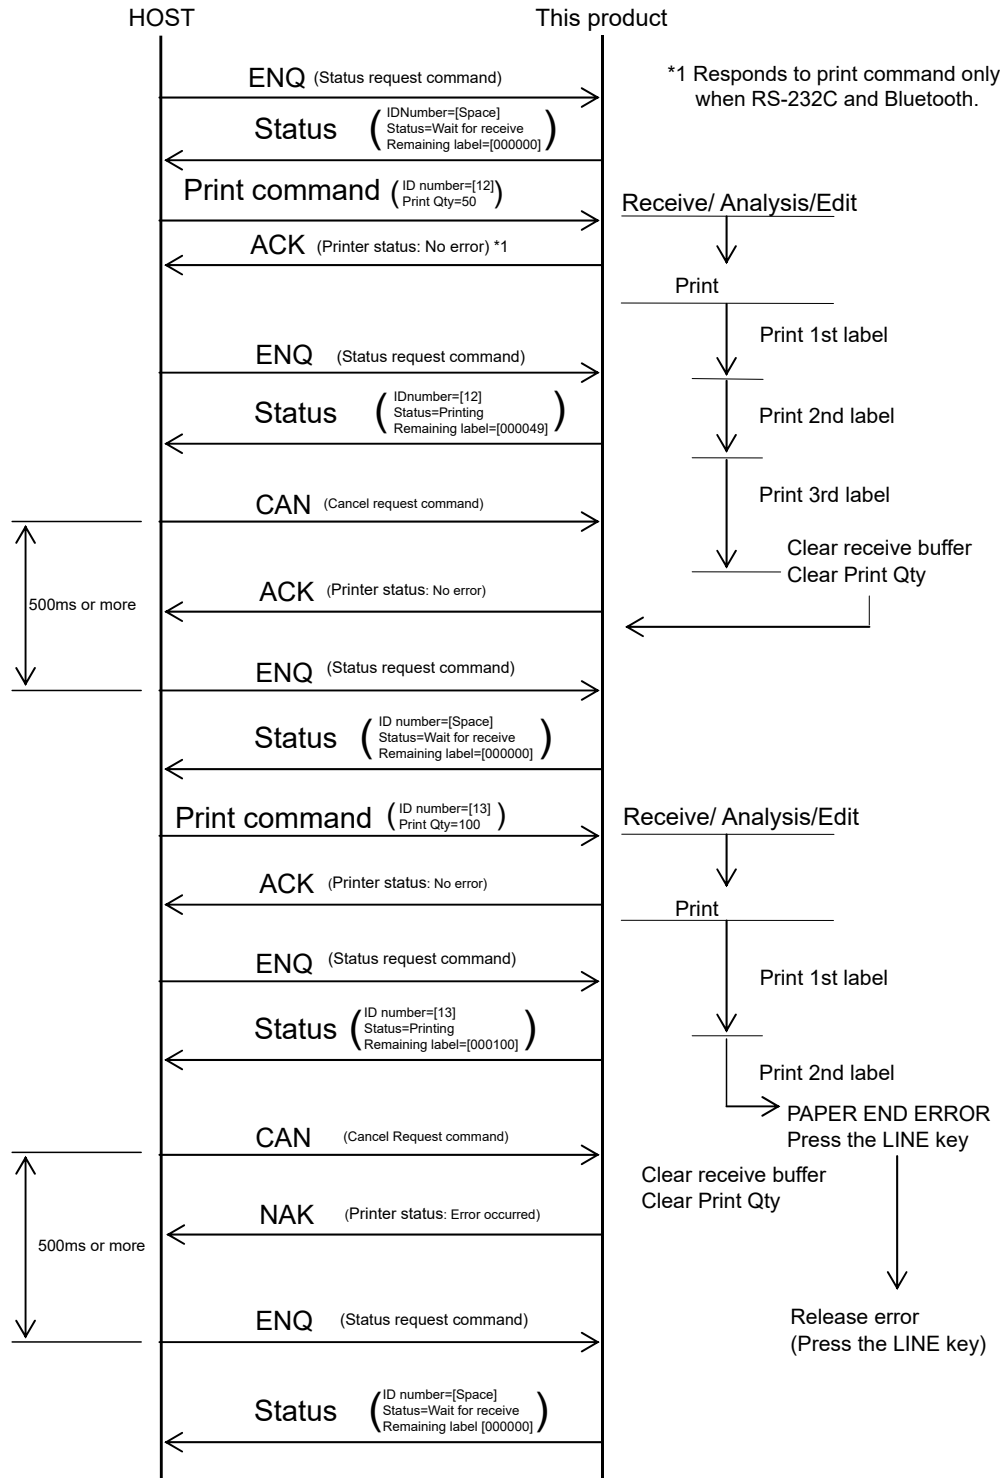 HOST
This product
*1 Responds to print command only
when RS-232C and Bluetooth.
ENQ (Status request command)
Status
IDNumber=[Space]
Status=Wait for receive
Remaining label=[000000]
Print command
ID number=[12]
Print Qty=50
Receive/ Analysis/Edit
ACK (Printer status: No error) *1
Print
Print 1st label
ENQ (Status request command)
Status
IDnumber=[12]
Status=Printing
Remaining label=[000049]
Print 2nd label
Print 3rd label
CAN (Cancel request command)
Clear receive buffer
Clear Print Qty
500ms or more
ACK (Printer status: No error)
ENQ (Status request command)
Status
ID number=[Space]
Status=Wait for receive
Remaining label=[000000]
Print command
ID number=[13]
Print Qty=100
Receive/ Analysis/Edit
ACK (Printer status: No error)
Print
ENQ (Status request command)
Print 1st label
Status
ID number=[13]
Status=Printing
Remaining label=[000100]
Print 2nd label
PAPER END ERROR
Press the LINE key
CAN (Cancel Request command)
Clear receive buffer
Clear Print Qty
NAK (Printer status: Error occurred)
500ms or more
ENQ (Status request command)
Release error
(Press the LINE key)
Status
ID number=[Space]
Status=Wait for receive
Remaining label [000000]